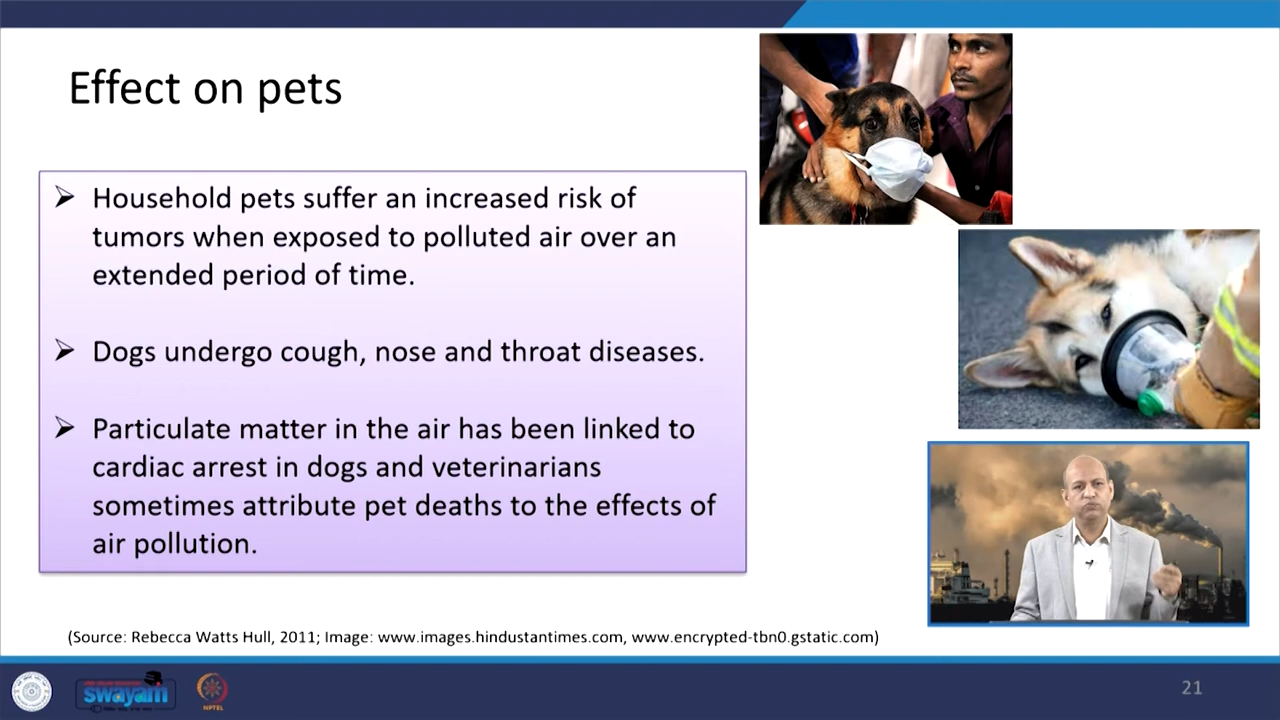 Effect on pets
➢ Household pets suffer an increased risk of
tumors when exposed to polluted air over an
extended period of time.
➢ Dogs undergo cough, nose and throat diseases.
➢ Particulate matter in the air has been linked to
cardiac arrest in dogs and veterinarians
sometimes attribute pet deaths to the effects of
air pollution.
(Source: Rebecca Watts Hull, 2011; Image: www.images.hindustantimes.com, www.encrypted-tbn0.gstatic.com)
swayam
NPTEL
21